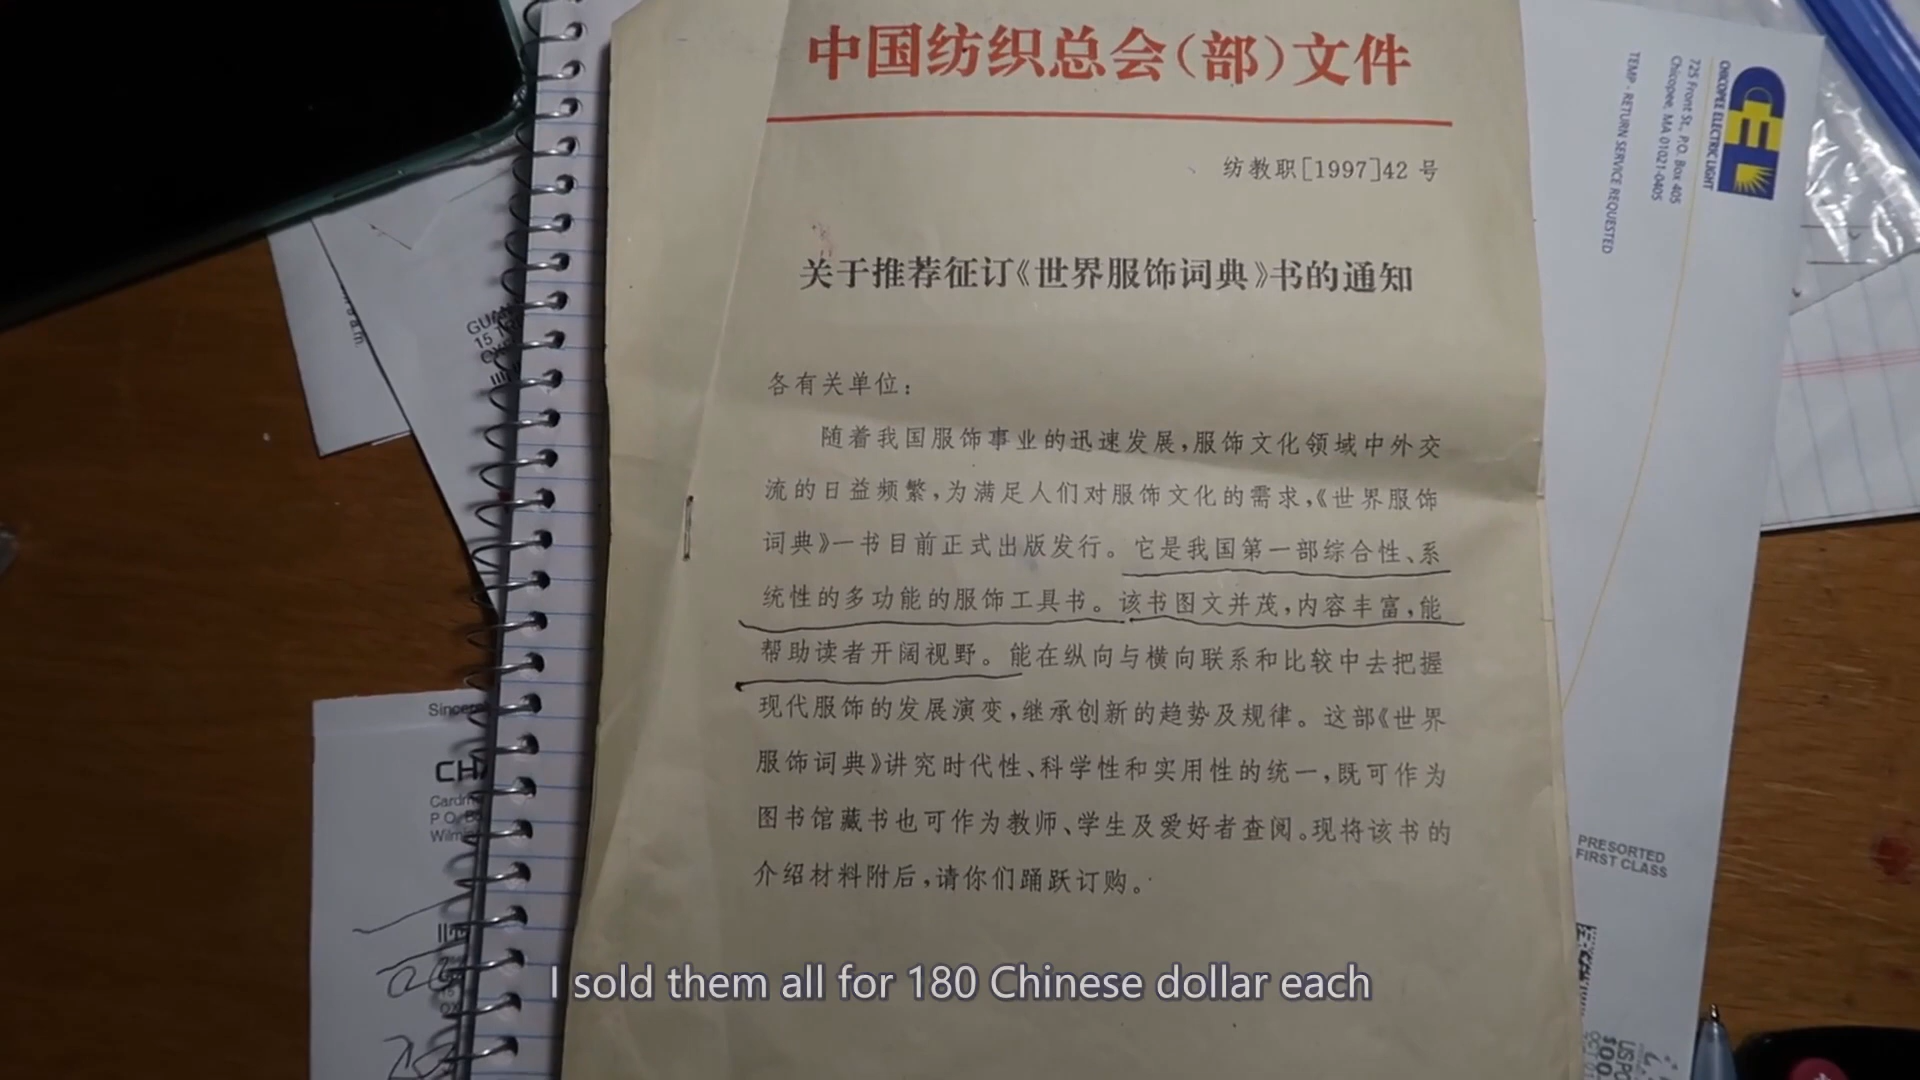 中国纺织总会(部)文件
纺教职[1997]42 号
关于推荐征订《世界服饰词典》书的通知
各有关单位:
随着我国服饰事业的迅速发展,服饰文化领域中外交
流的日益频繁,为满足人们对服饰文化的需求,《世界服饰
词典》一书目前正式出版发行。它是我国第一部综合性、系
统性的多功能的服饰工具书。该书图文并茂,内容丰富,能
帮助读者开阔视野。能在纵向与横向联系和比较中去把握
现代服饰的发展演变,继承创新的趋势及规律。这部《世界
服饰词典》讲究时代性、科学性和实用性的统一,既可作为
图书馆藏书也可作为教师、学生及爱好者查阅。现将该书的
介绍材料附后,请你们踊跃订购。
I sold them all for 180 Chinese dollar each
CEL
CHICOPEE ELECTRIC LIGHT
725 Front St., P.O. Box 405
Chicopee, MA 01021-0405
TEMP - RETURN SERVICE REQUESTED
PRESORTED
FIRST CLASS